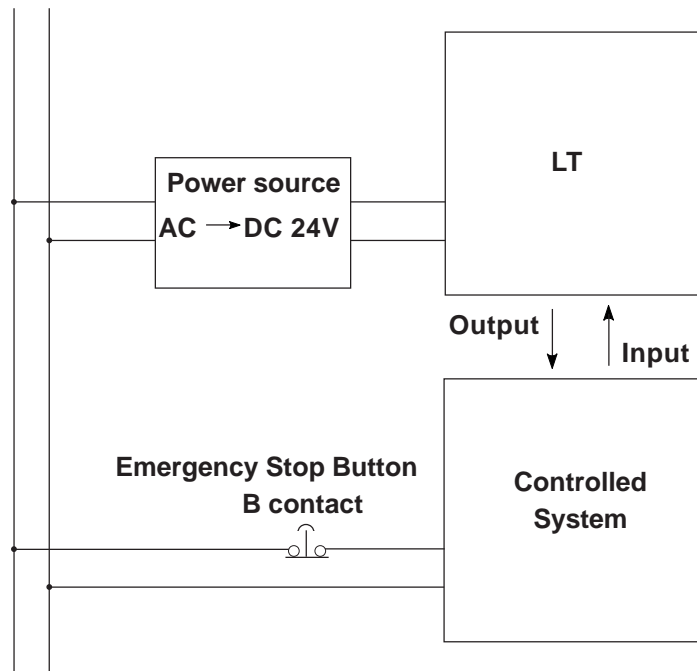 LT
Power source
AC → DC 24V
Output
Input
Emergency Stop Button
B contact
Controlled
System